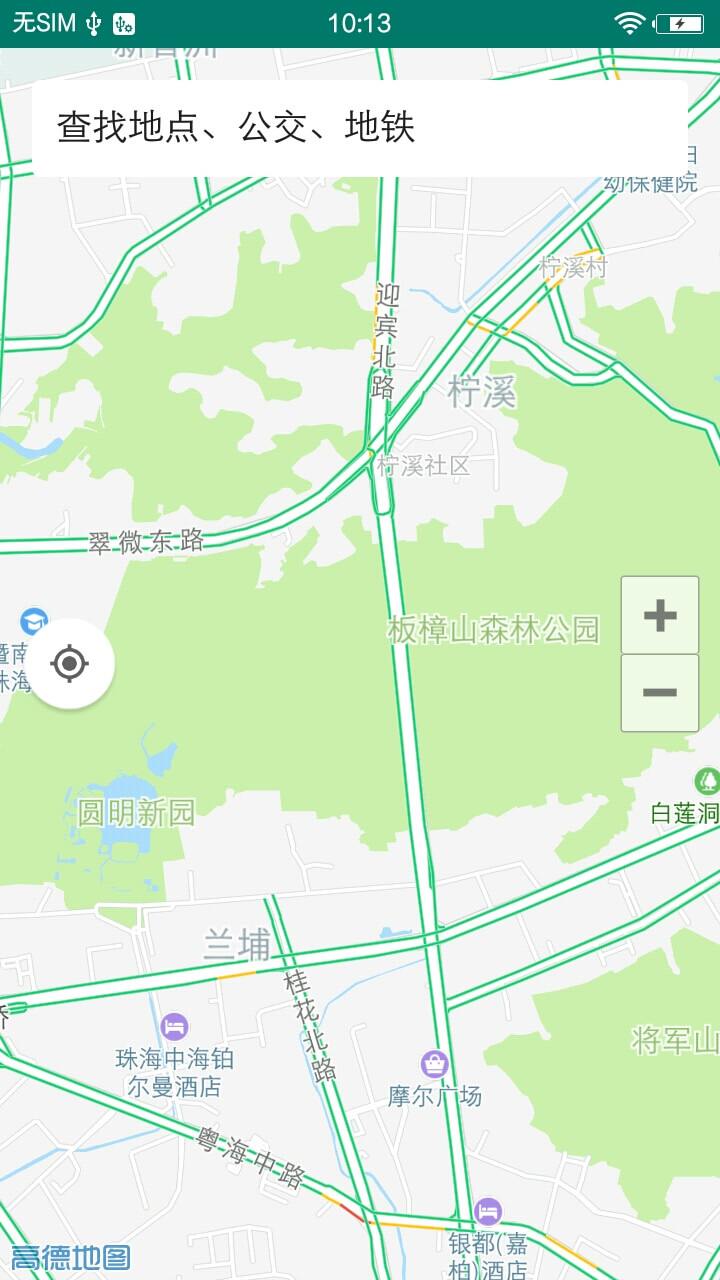 无SIM 10:13
查找地点、公交、地铁
幼保健院
柠溪村
迎宾北路
柠溪
柠溪社区
翠微东路
板樟山森林公园
暨南
珠海
圆明新园
白莲洞
兰埔
桂花北路
将军山
珠海中海铂
尔曼酒店
摩尔广场
粤海中路
银都(嘉
柏)酒店
高德地图